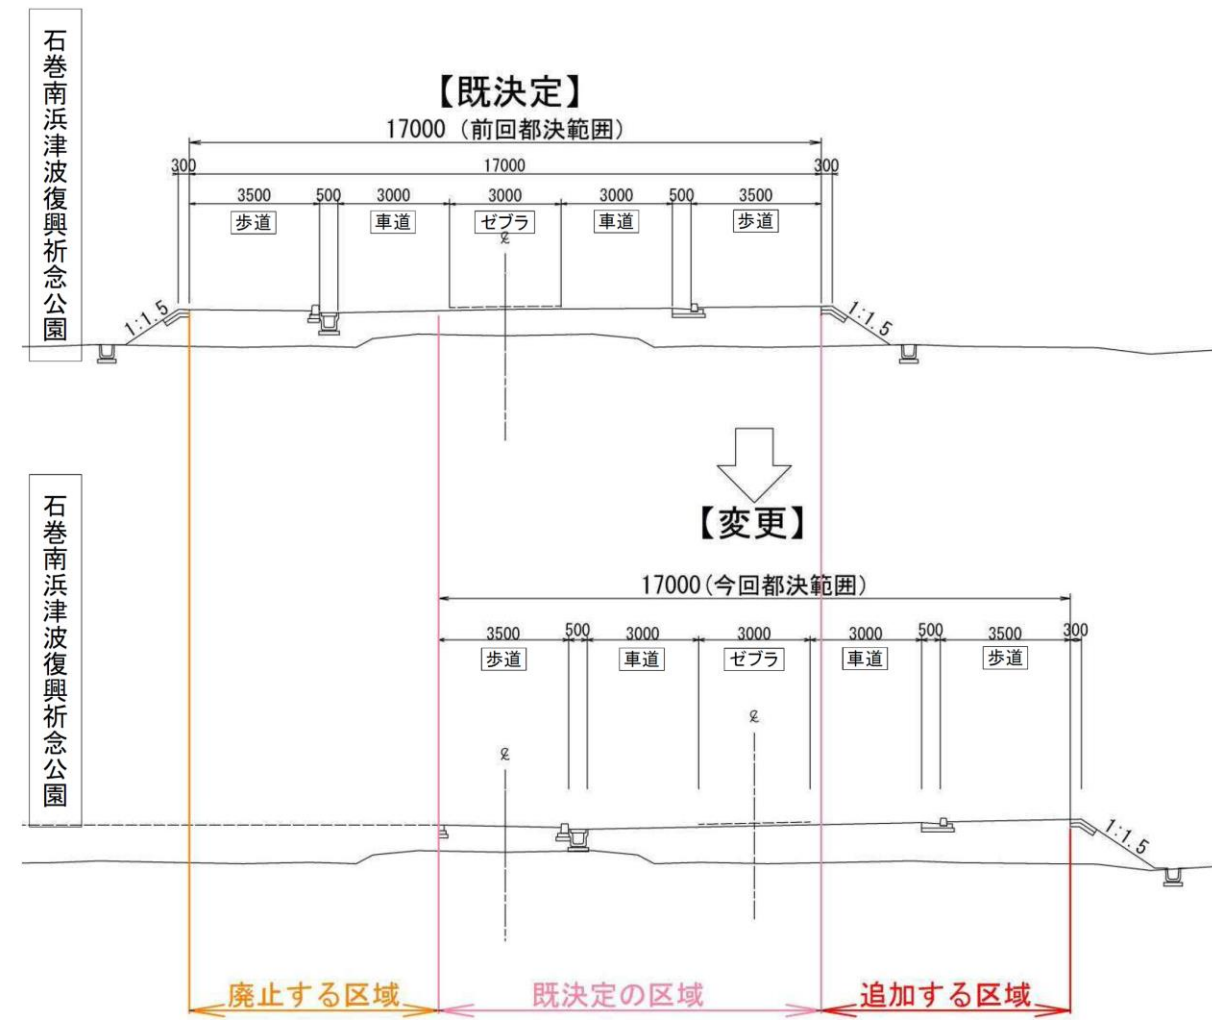 石巻南浜津波復興祈念公園
【既決定】
17000 (前回都決範囲)
300 17000 300
3500 500 3000 3000 3000 500 3500
歩道 車道 ゼブラ 車道 歩道
℄
1:1.5 1:1.5
石巻南浜津波復興祈念公園
【変更】
17000(今回都決範囲)
3500 500 3000 3000 3000 500 3500 300
歩道 車道 ゼブラ 車道 歩道
℄
℄
1:1.5
廃止する区域 既決定の区域 追加する区域